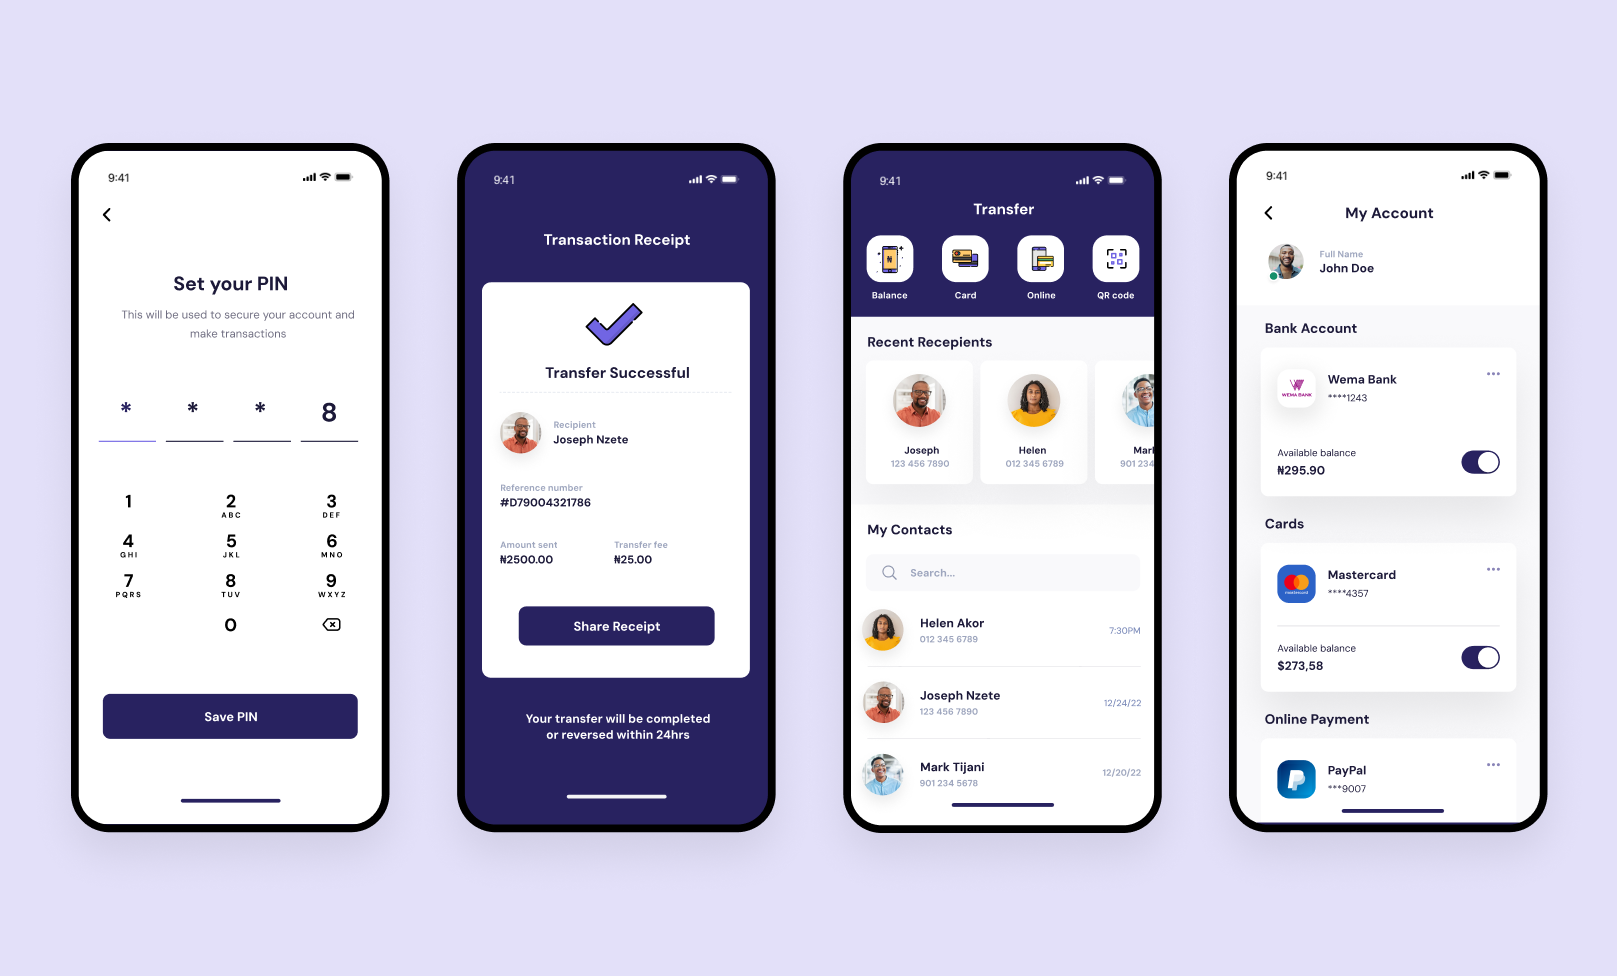 9:41
Set your PIN
This will be used to secure your account and
make transactions
* * * 8
1 2 3
ABC DEF
4 5 6
GHI JKL MNO
7 8 9
PQRS TUV WXYZ
0
Save PIN
9:41
Transaction Receipt
Transfer Successful
Recipient
Joseph Nzete
Reference number
#D79004321786
Amount sent Transfer fee
₦2500.00 ₦25.00
Share Receipt
Your transfer will be completed
or reversed within 24hrs
9:41
Transfer
₦
Balance Card Online QR code
Recent Recepients
Joseph Helen Mark
123 456 7890 012 345 6789 901 234
My Contacts
Search...
Helen Akor
012 345 6789
7:30PM
Joseph Nzete
123 456 7890
12/24/22
Mark Tijani
901 234 5678
12/20/22
9:41
My Account
Full Name
John Doe
Bank Account
WEMA BANK
Wema Bank
****1243
Available balance
₦295.90
Cards
mastercard
Mastercard
****4357
Available balance
$273,58
Online Payment
PayPal
***9007